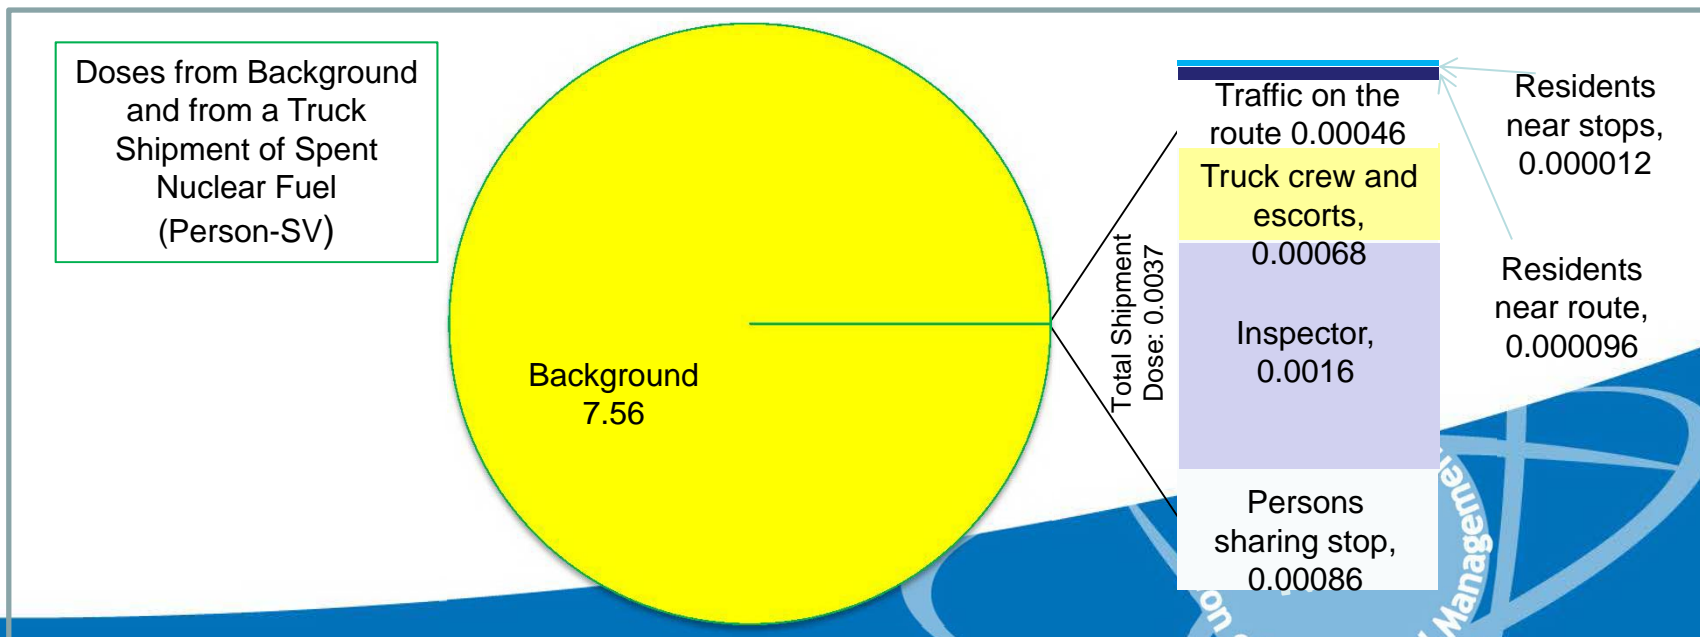 Doses from Background
and from a Truck
Shipment of Spent
Nuclear Fuel
(Person-SV)
Background
7.56
Total Shipment
Dose: 0.0037
Traffic on the
route 0.00046
Truck crew and
escorts,
0.00068
Inspector,
0.0016
Persons
sharing stop,
0.00086
Residents
near stops,
0.000012
Residents
near route,
0.000096
Management